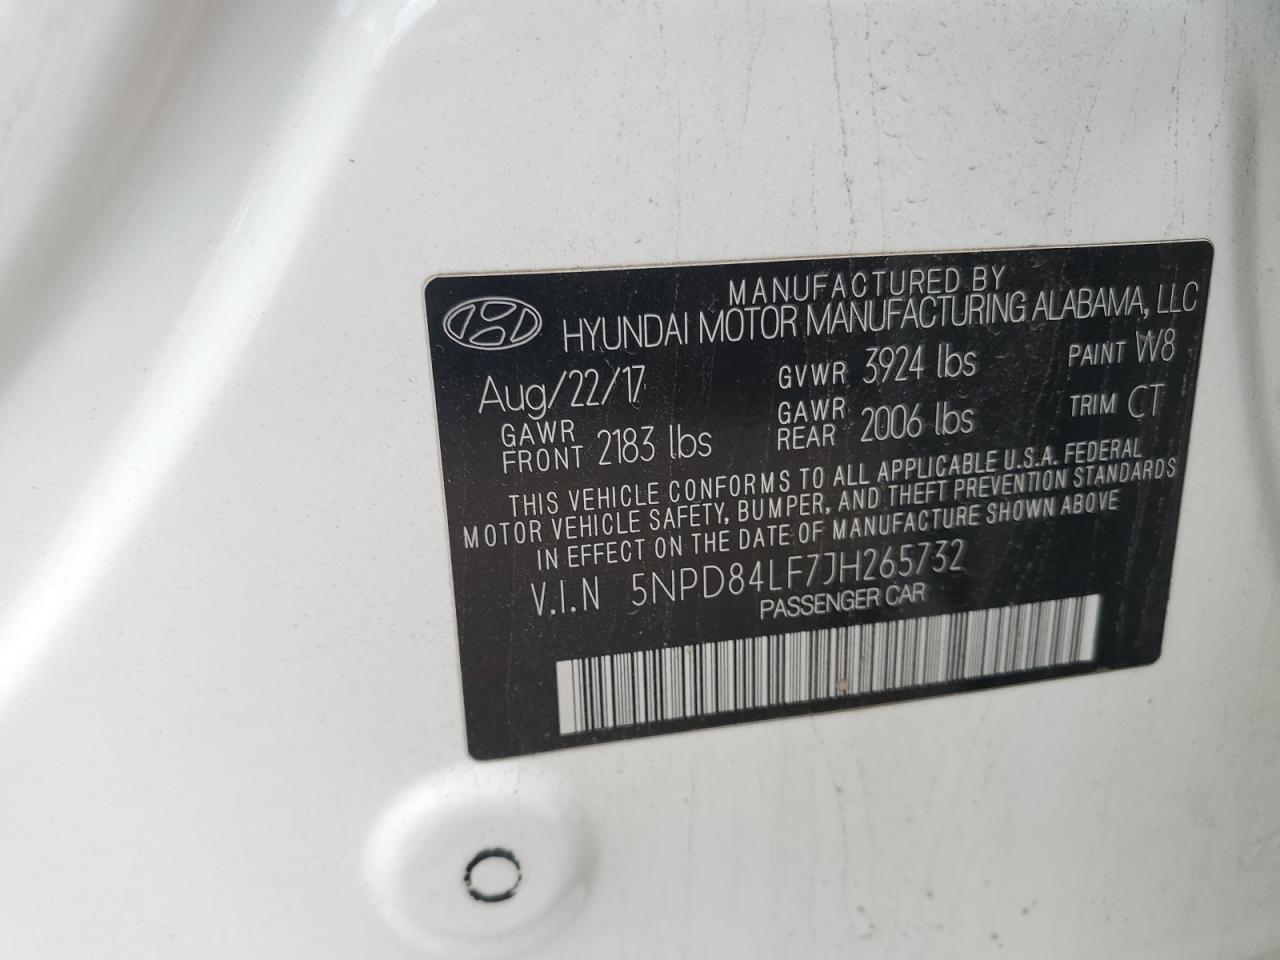 MANUFACTURED BY
HYUNDAI MOTOR MANUFACTURING ALABAMA, LLC
Aug/22/17 GVWR 3924 lbs PAINT W8
GAWR FRONT 2183 lbs GAWR REAR 2006 lbs TRIM CT
THIS VEHICLE CONFORMS TO ALL APPLICABLE U.S.A. FEDERAL
MOTOR VEHICLE SAFETY, BUMPER, AND THEFT PREVENTION STANDARDS
IN EFFECT ON THE DATE OF MANUFACTURE SHOWN ABOVE
V.I.N 5NPD84LF7JH265732
PASSENGER CAR